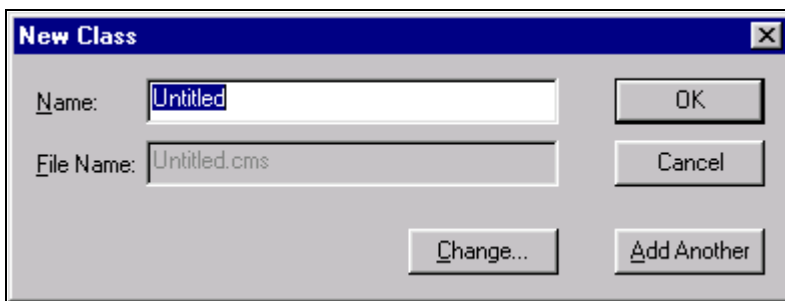 New Class
Name: Untitled OK
File Name: Untitled.cms Cancel
Change... Add Another